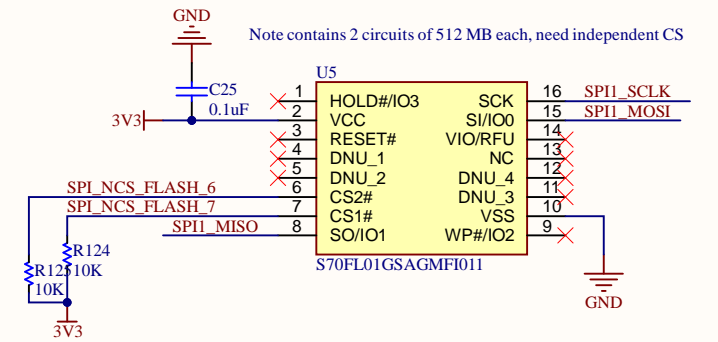 GND
Note contains 2 circuits of 512 MB each, need independent CS
U5
C25
0.1uF
3V3
1 HOLD#/IO3 SCK 16 SPI1_SCLK
2 VCC SI/IO0 15 SPI1_MOSI
3 RESET# VIO/RFU 14
4 DNU_1 NC 13
5 DNU_2 DNU_4 12
SPI_NCS_FLASH_6 6 CS2# DNU_3 11
SPI_NCS_FLASH_7 7 CS1# VSS 10
SPI1_MISO 8 SO/IO1 WP#/IO2 9
S70FL01GSAGMFI011
R124
10K
R125
10K
3V3
GND